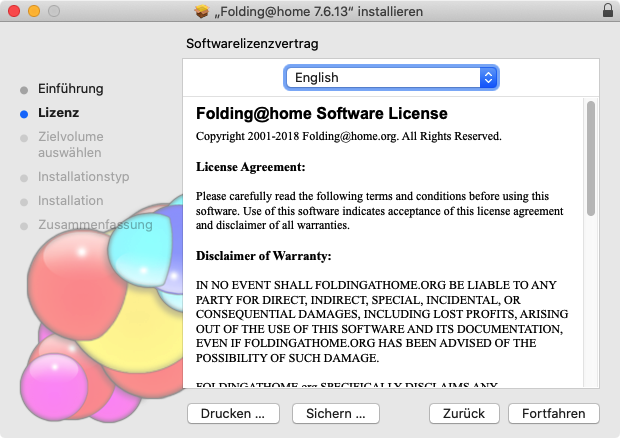 „Folding@home 7.6.13“ installieren
Softwarelizenzvertrag
Einführung
Lizenz
Zielvolume
auswählen
Installationstyp
Installation
Zusammenfassung
English
Folding@home Software License
Copyright 2001-2018 Folding@home.org. All Rights Reserved.
License Agreement:
Please carefully read the following terms and conditions before using this
software. Use of this software indicates acceptance of this license agreement
and disclaimer of all warranties.
Disclaimer of Warranty:
IN NO EVENT SHALL FOLDINGATHOME.ORG BE LIABLE TO ANY
PARTY FOR DIRECT, INDIRECT, SPECIAL, INCIDENTAL, OR
CONSEQUENTIAL DAMAGES, INCLUDING LOST PROFITS, ARISING
OUT OF THE USE OF THIS SOFTWARE AND ITS DOCUMENTATION,
EVEN IF FOLDINGATHOME.ORG HAS BEEN ADVISED OF THE
POSSIBILITY OF SUCH DAMAGE.
FOLDINGATHOME.org SPECIFICALLY DISCLAIMS ANY
Drucken ...
Sichern ...
Zurück
Fortfahren